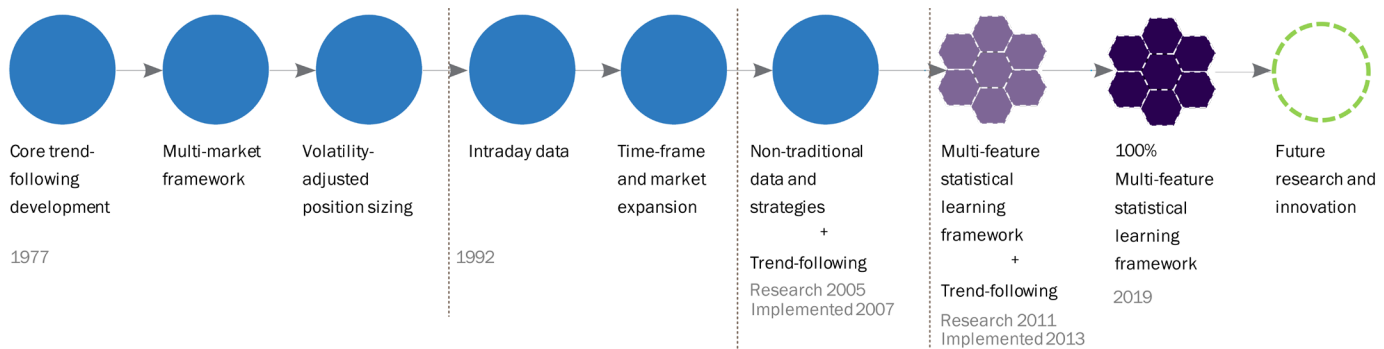 Core trend-
following
development
1977
Multi-market
framework
Volatility-
adjusted
position sizing
Intraday data
1992
Time-frame
and market
expansion
Non-traditional
data and
strategies
+
Trend-following
Research 2005
Implemented 2007
Multi-feature
statistical
learning
framework
+
Trend-following
Research 2011
Implemented 2013
100%
Multi-feature
statistical
learning
framework
2019
Future
research and
innovation